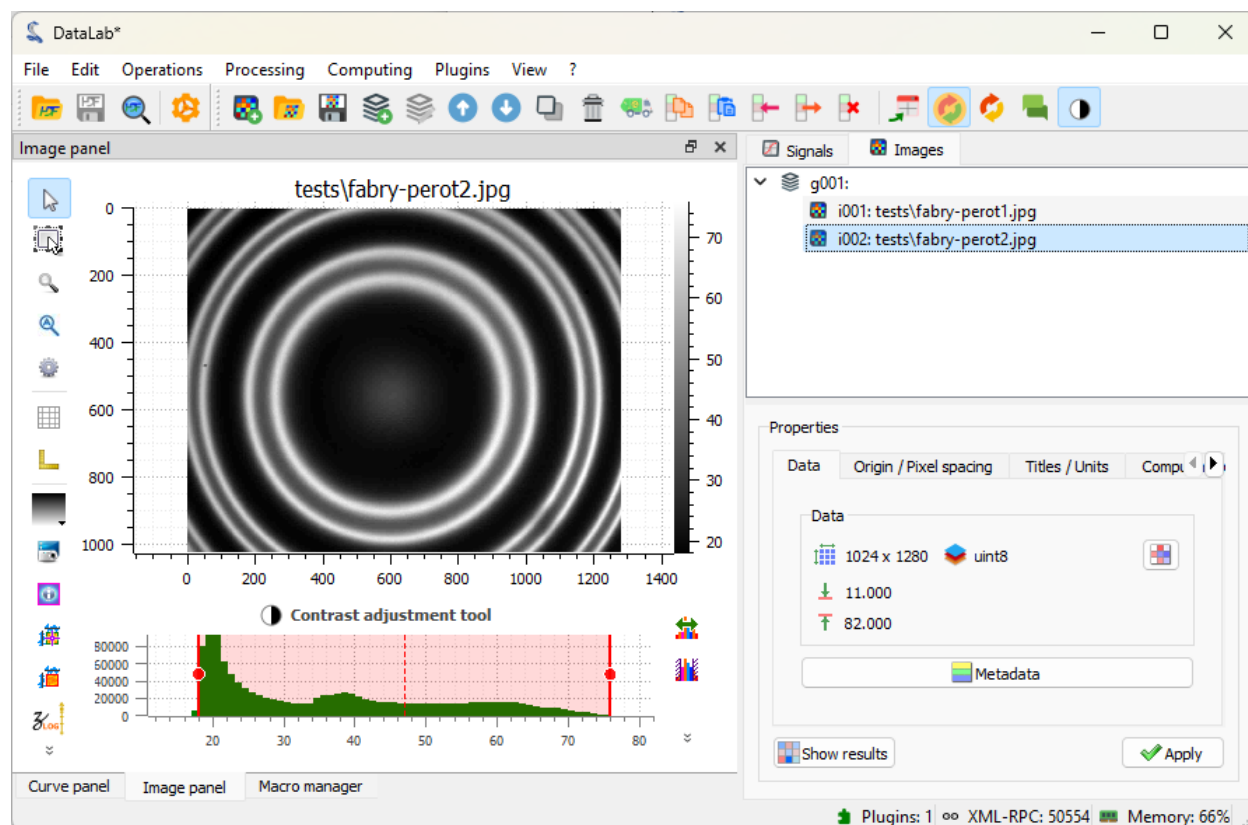 DataLab*
File Edit Operations Processing Computing Plugins View ?
Image panel
Signals Images
g001:
i001: tests\fabry-perot1.jpg
i002: tests\fabry-perot2.jpg
tests\fabry-perot2.jpg
0
200
400
600
800
1000
0 200 400 600 800 1000 1200 1400
70
60
50
40
30
20
Contrast adjustment tool
80000
60000
40000
20000
0
20 30 40 50 60 70 80
LOG
Curve panel Image panel Macro manager
Properties
Data Origin / Pixel spacing Titles / Units
Data
1024 x 1280 uint8
11.000
82.000
Metadata
Show results Apply
Plugins: 1 XML-RPC: 50554 Memory: 66%